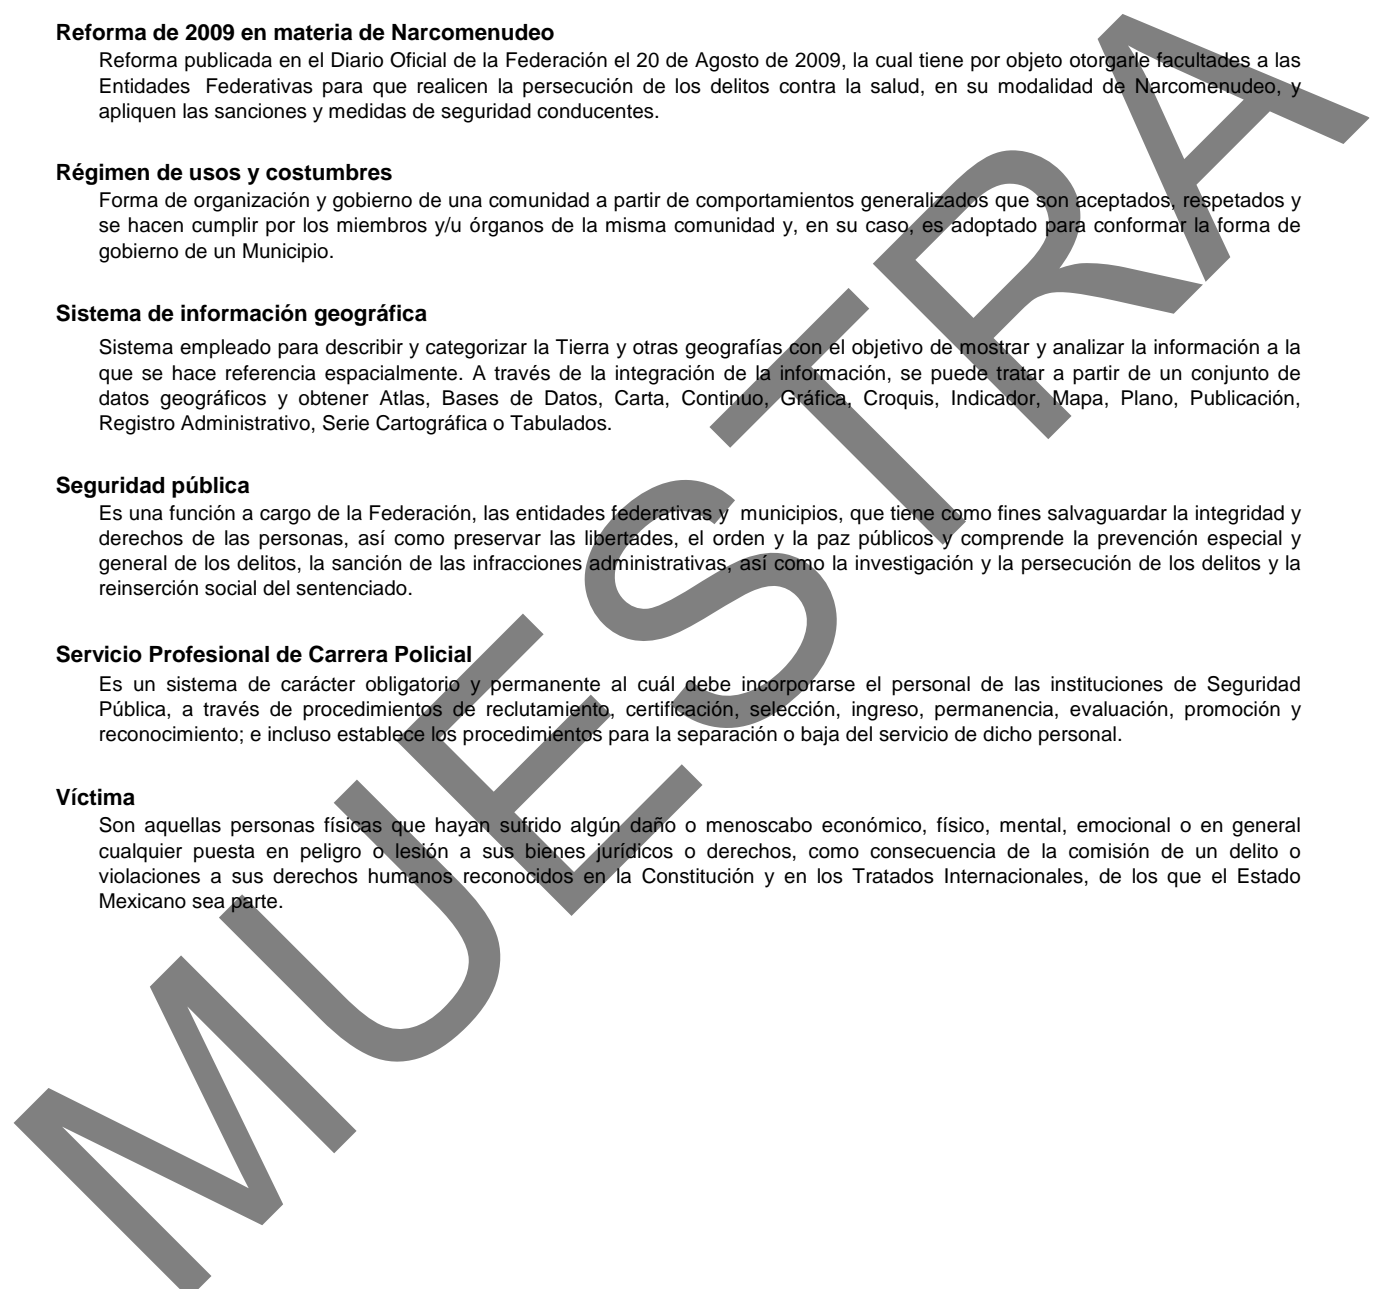 Reforma de 2009 en materia de Narcomenudeo
Reforma publicada en el Diario Oficial de la Federación el 20 de Agosto de 2009, la cual tiene por objeto otorgarle facultades a las
Entidades Federativas para que realicen la persecución de los delitos contra la salud, en su modalidad de Narcomenudeo, y
apliquen las sanciones y medidas de seguridad conducentes.
Régimen de usos y costumbres
Forma de organización y gobierno de una comunidad a partir de comportamientos generalizados que son aceptados, respetados y
se hacen cumplir por los miembros y/u órganos de la misma comunidad y, en su caso, es adoptado para conformar la forma de
gobierno de un Municipio.
Sistema de información geográfica
Sistema empleado para describir y categorizar la Tierra y otras geografías con el objetivo de mostrar y analizar la información a la
que se hace referencia espacialmente. A través de la integración de la información, se puede tratar a partir de un conjunto de
datos geográficos y obtener Atlas, Bases de Datos, Carta, Continuo, Gráfica, Croquis, Indicador, Mapa, Plano, Publicación,
Registro Administrativo, Serie Cartográfica o Tabulados.
Seguridad pública
Es una función a cargo de la Federación, las entidades federativas y municipios, que tiene como fines salvaguardar la integridad y
derechos de las personas, así como preservar las libertades, el orden y la paz públicos y comprende la prevención especial y
general de los delitos, la sanción de las infracciones administrativas, así como la investigación y la persecución de los delitos y la
reinserción social del sentenciado.
Servicio Profesional de Carrera Policial
Es un sistema de carácter obligatorio y permanente al cuál debe incorporarse el personal de las instituciones de Seguridad
Pública, a través de procedimientos de reclutamiento, certificación, selección, ingreso, permanencia, evaluación, promoción y
reconocimiento; e incluso establece los procedimientos para la separación o baja del servicio de dicho personal.
Víctima
Son aquellas personas físicas que hayan sufrido algún daño o menoscabo económico, físico, mental, emocional o en general
cualquier puesta en peligro o lesión a sus bienes jurídicos o derechos, como consecuencia de la comisión de un delito o
violaciones a sus derechos humanos reconocidos en la Constitución y en los Tratados Internacionales, de los que el Estado
Mexicano sea parte.
MUESTRA